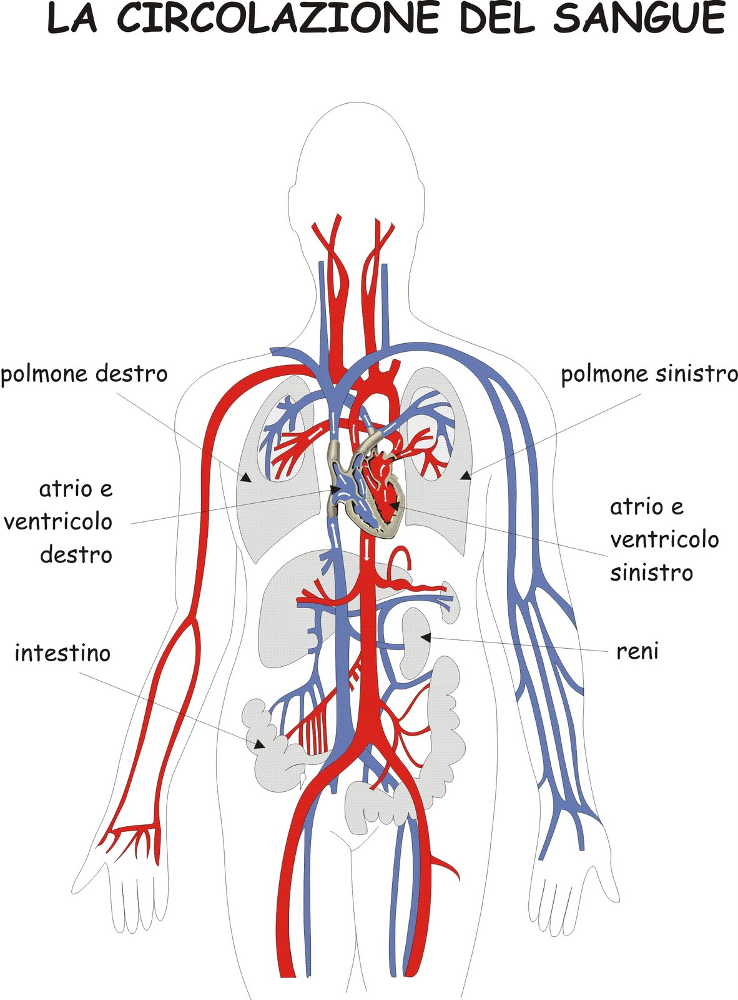 LA CIRCOLAZIONE DEL SANGUE
polmone destro
polmone sinistro
atrio e
ventricolo
destro
atrio e
ventricolo
sinistro
intestino
reni